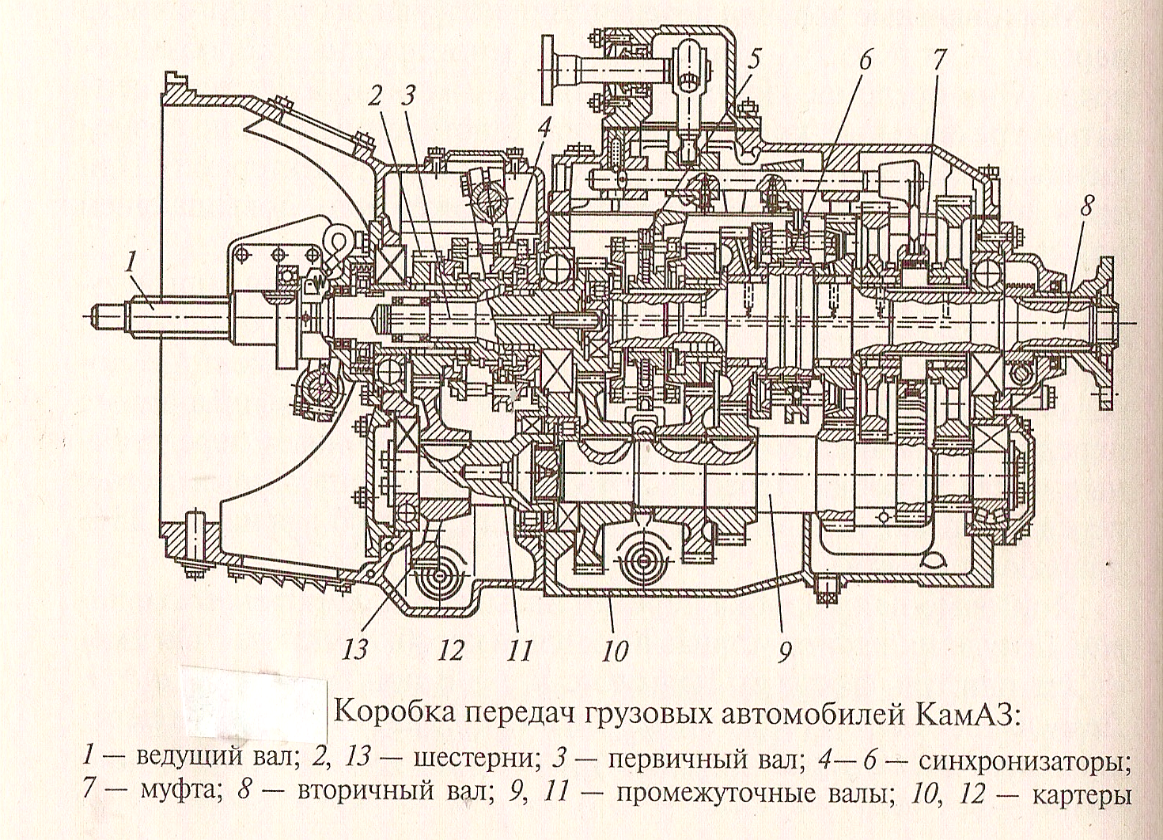 2 3 4 5 6 7
8
1
13 12 11 10 9
Коробка передач грузовых автомобилей КамАЗ:
1 — ведущий вал; 2, 13 — шестерни; 3 — первичный вал; 4—6 — синхронизаторы;
7 — муфта; 8 — вторичный вал; 9, 11 — промежуточные валы; 10, 12 — картеры